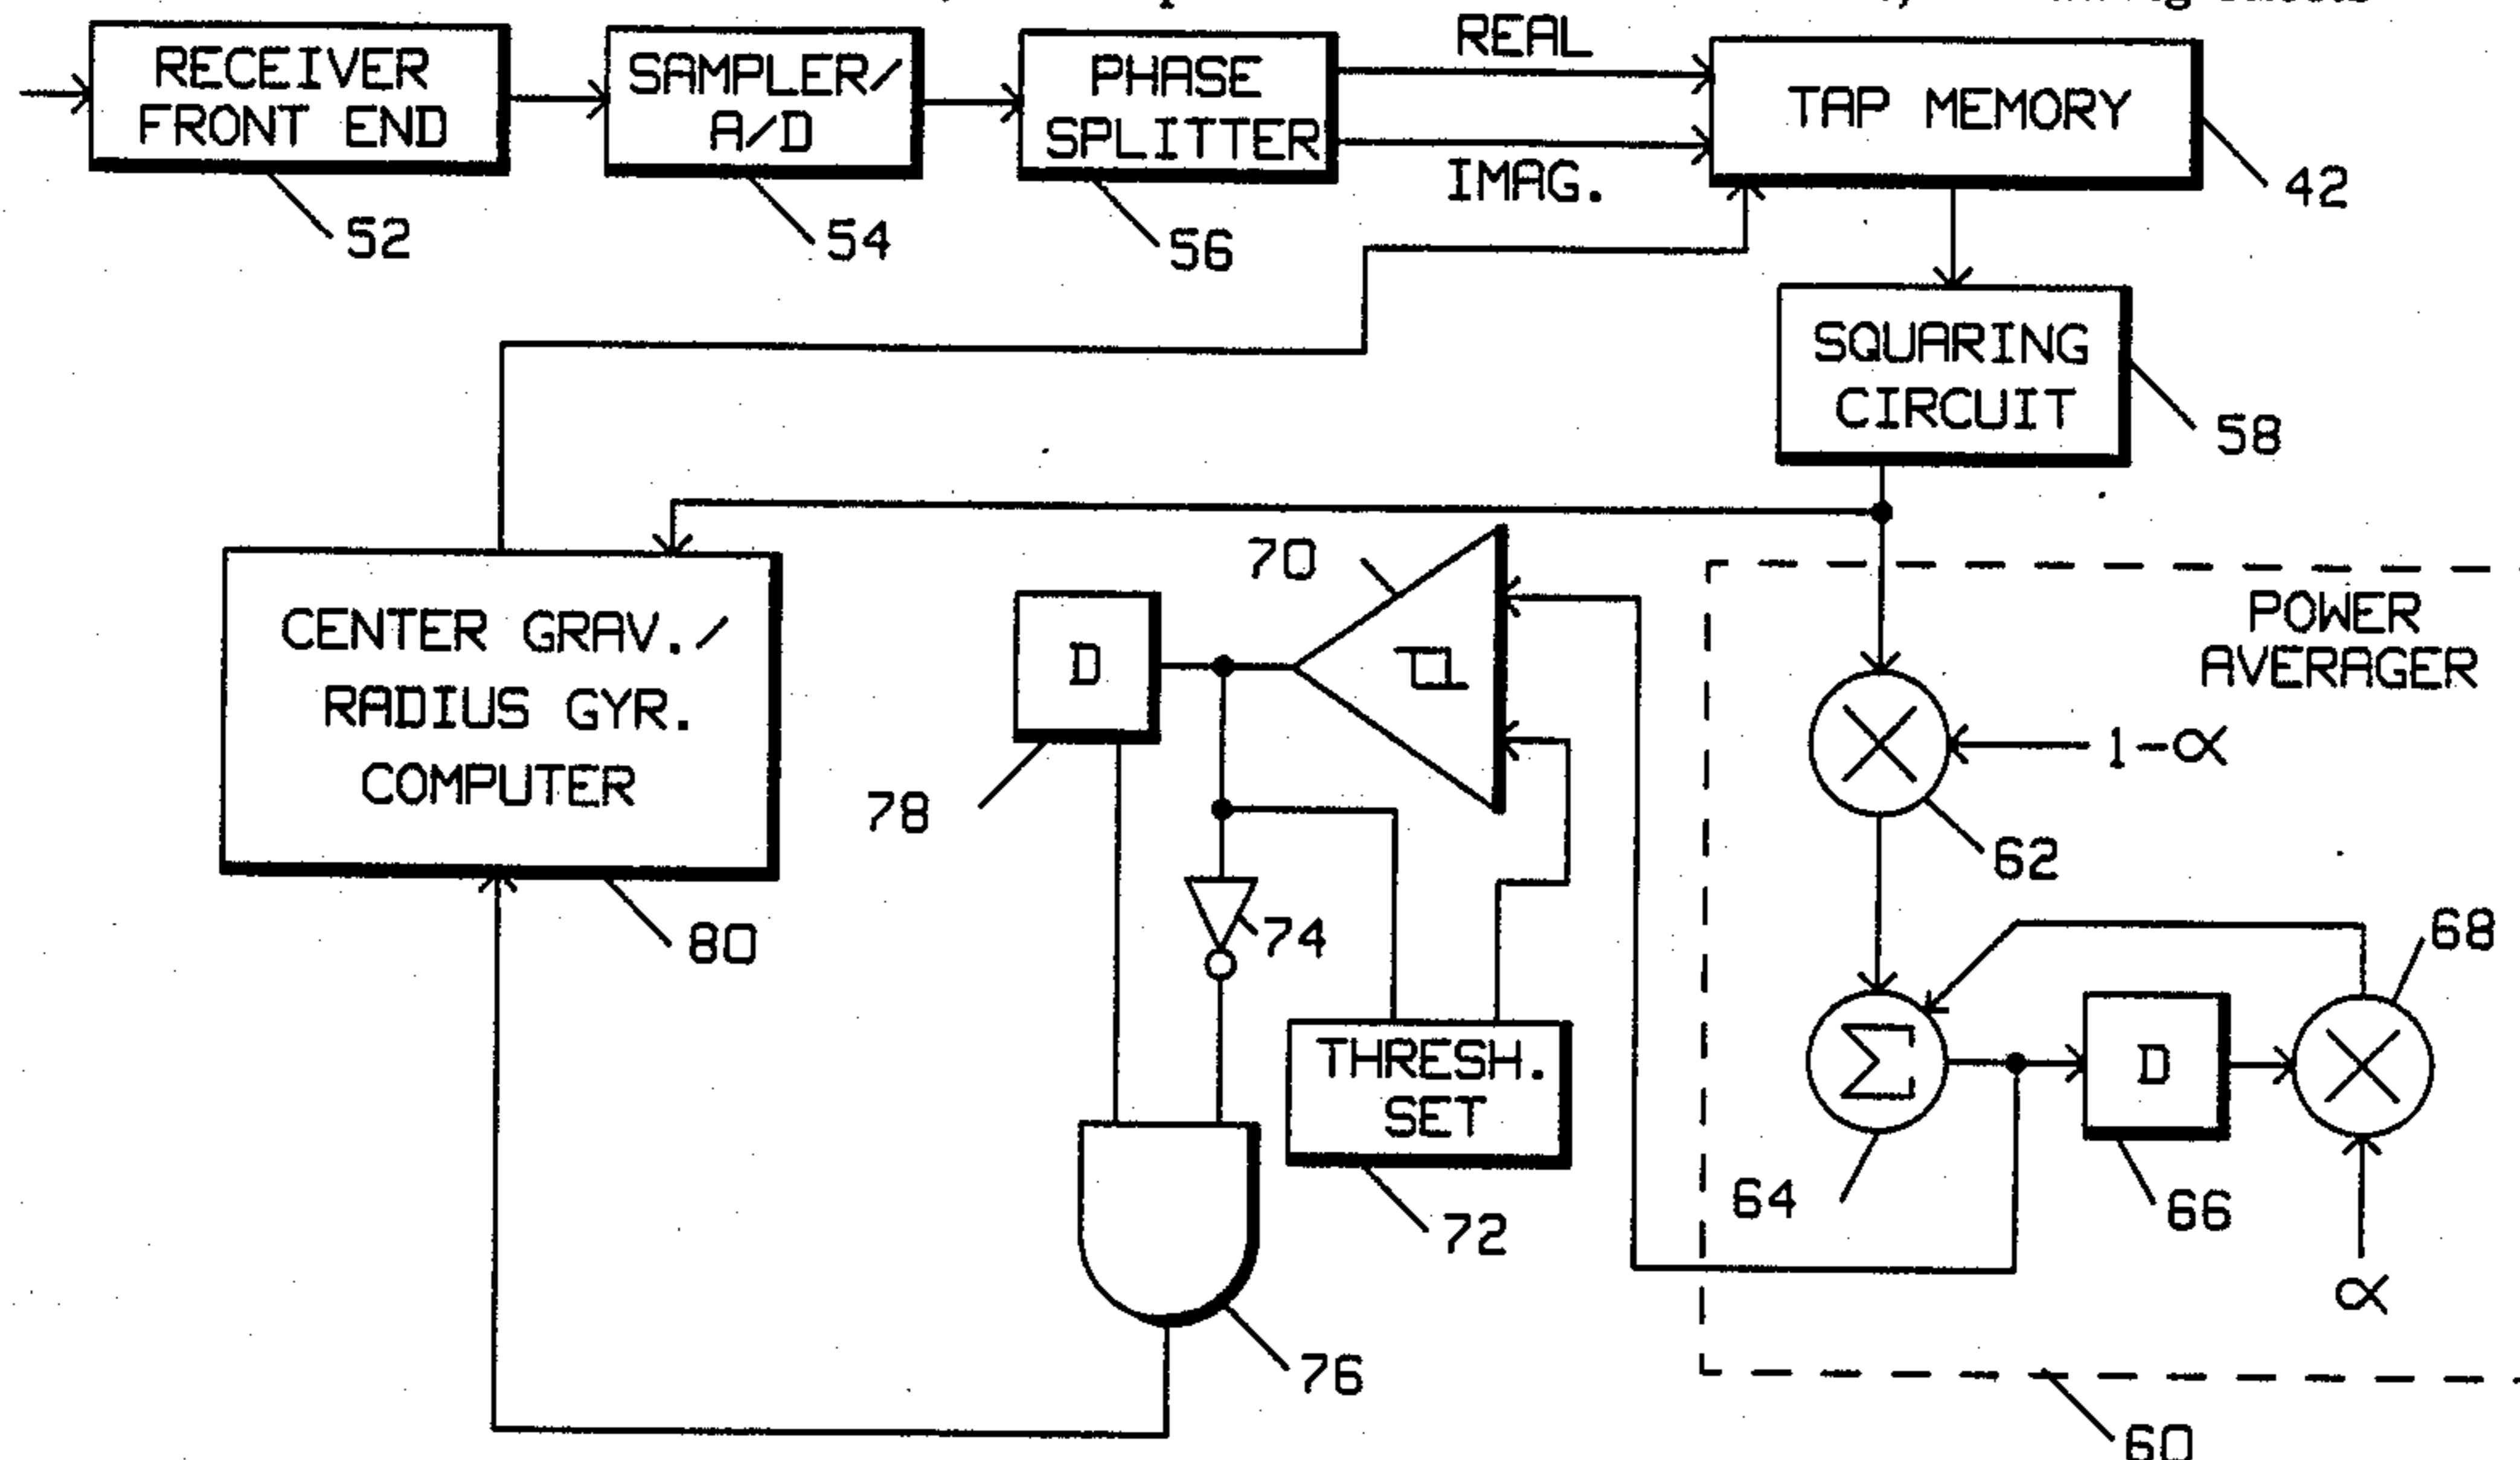 RECEIVER
FRONT END
52
SAMPLER/
A/D
54
PHASE
SPLITTER
56
REAL
IMAG.
TAP MEMORY
42
SQUARING
CIRCUIT
58
POWER
AVERAGER
CENTER GRAV./
RADIUS GYR.
COMPUTER
80
D
78
70
74
THRESH.
SET
72
76
1-α
62
Σ
64
D
66
68
α
60